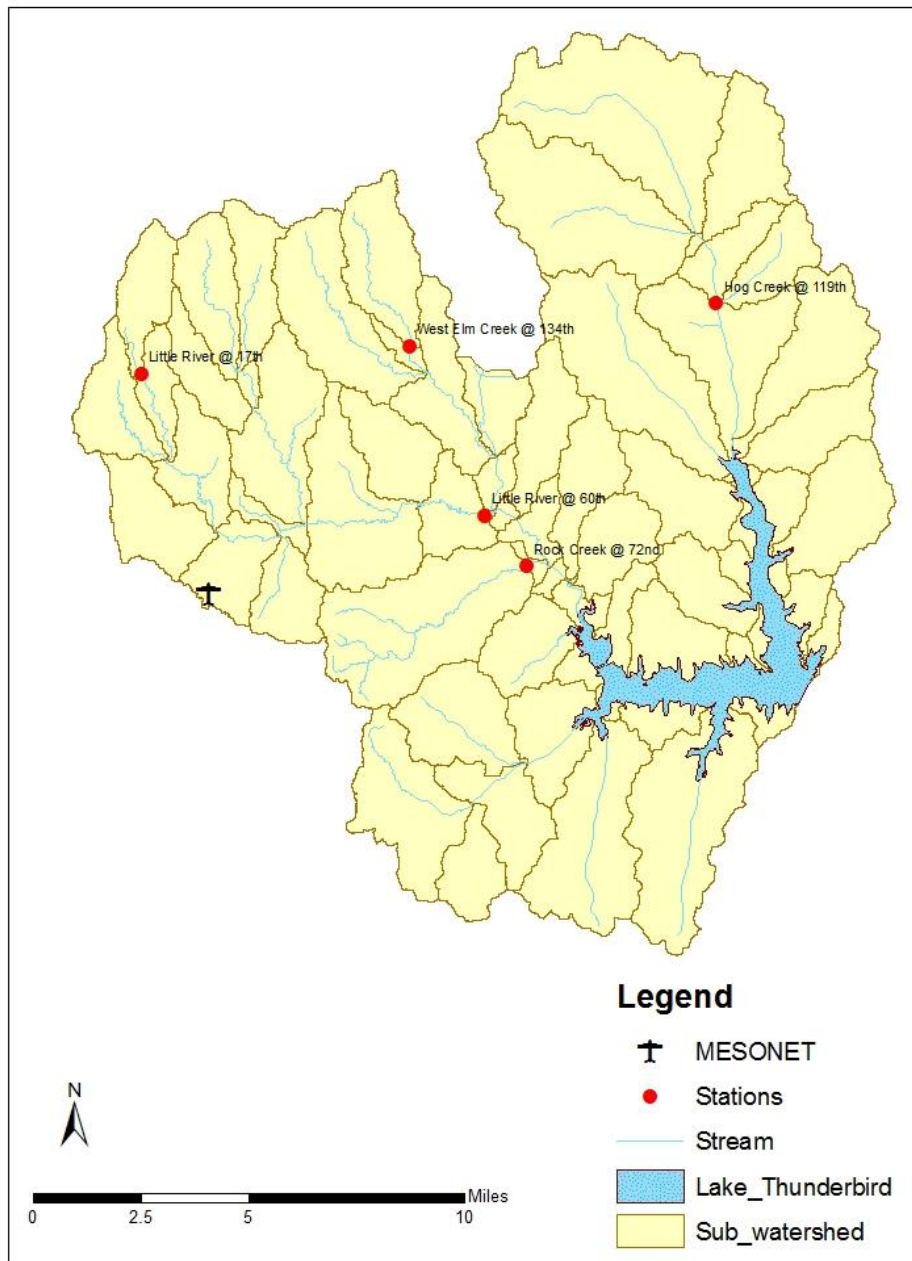 Hog Creek @ 119th
West Elm Creek @ 134th
Little River @ 17th
Little River @ 60th
Rock Creek @ 72nd
Legend
MESONET
Stations
Stream
Lake_Thunderbird
Sub_watershed
N
Miles
0 2.5 5 10